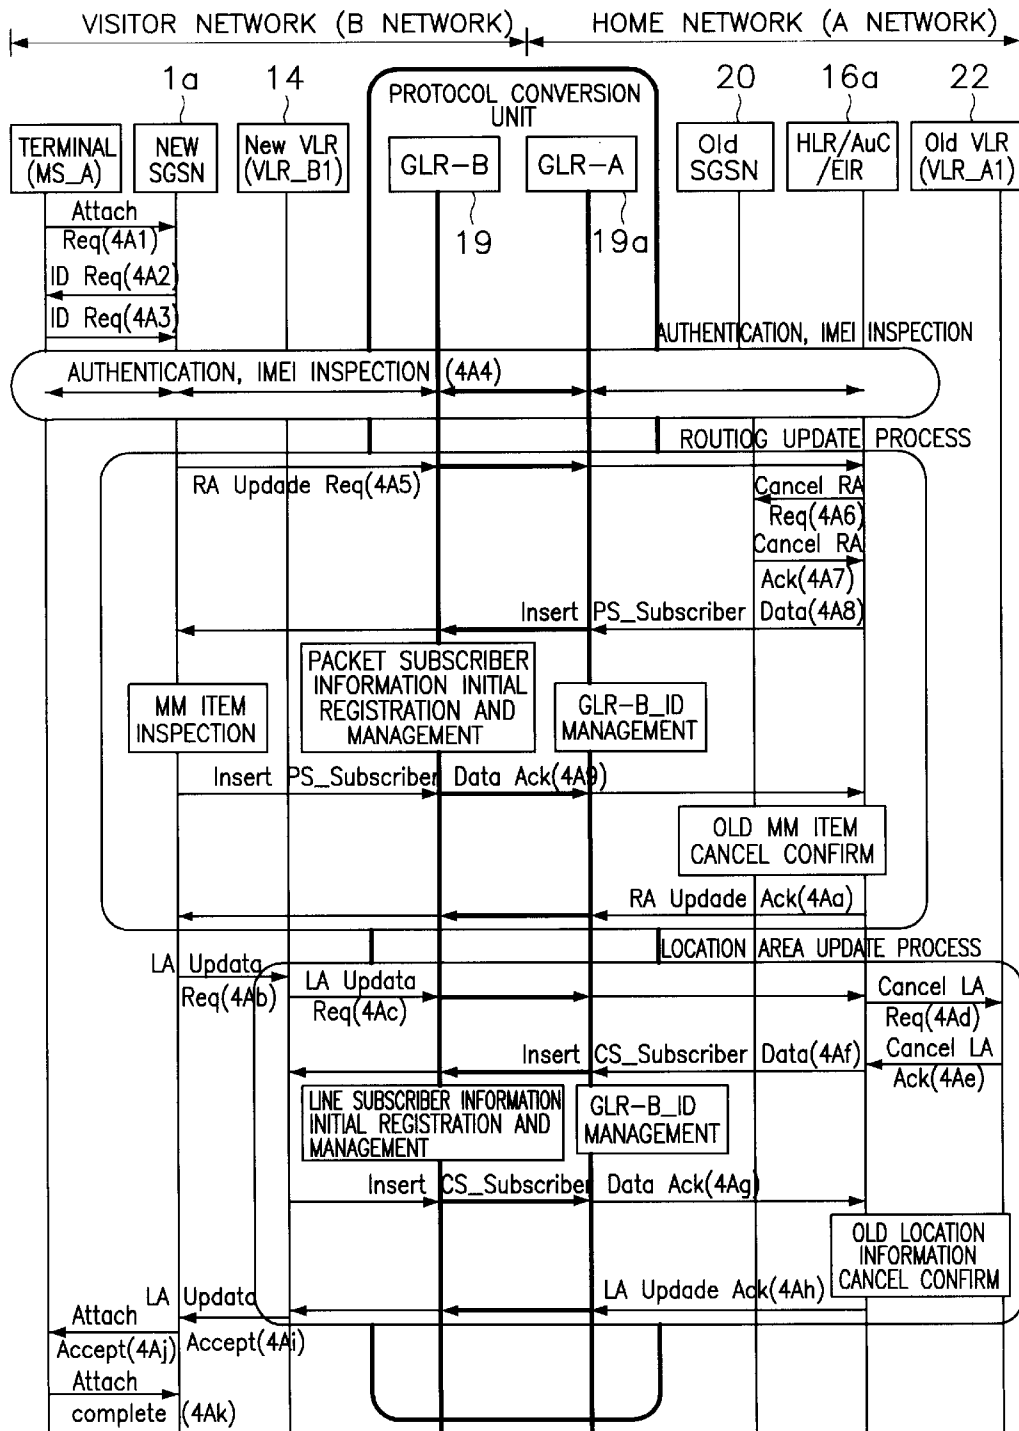 VISITOR NETWORK (B NETWORK)
HOME NETWORK (A NETWORK)
1a
14
20
16a
22
PROTOCOL CONVERSION
UNIT
TERMINAL
(MS_A)
NEW
SGSN
New VLR
(VLR_B1)
GLR-B
GLR-A
Old
SGSN
HLR/AuC
/EIR
Old VLR
(VLR_A1)
19
19a
Attach
Req(4A1)
ID Req(4A2)
ID Req(4A3)
AUTHENTICATION, IMEI INSPECTION
AUTHENTICATION, IMEI INSPECTION (4A4)
ROUTIOG UPDATE PROCESS
RA Updade Req(4A5)
Cancel RA
Req(4A6)
Cancel RA
Ack(4A7)
Insert PS_Subscriber Data(4A8)
PACKET SUBSCRIBER
INFORMATION INITIAL
REGISTRATION AND
MANAGEMENT
MM ITEM
INSPECTION
GLR-B_ID
MANAGEMENT
Insert PS_Subscriber Data Ack(4A9)
OLD MM ITEM
CANCEL CONFIRM
RA Updade Ack(4Aa)
LOCATION AREA UPDATE PROCESS
LA Updata
Req(4Ab)
LA Updata
Req(4Ac)
Cancel LA
Req(4Ad)
Insert CS_Subscriber Data(4Af)
Cancel LA
Ack(4Ae)
LINE SUBSCRIBER INFORMATION
INITIAL REGISTRATION AND
MANAGEMENT
GLR-B_ID
MANAGEMENT
Insert CS_Subscriber Data Ack(4Ag)
OLD LOCATION
INFORMATION
CANCEL CONFIRM
LA Updade Ack(4Ah)
LA Updata
Accept(4Ai)
Attach
Accept(4Aj)
Attach
complete (4Ak)